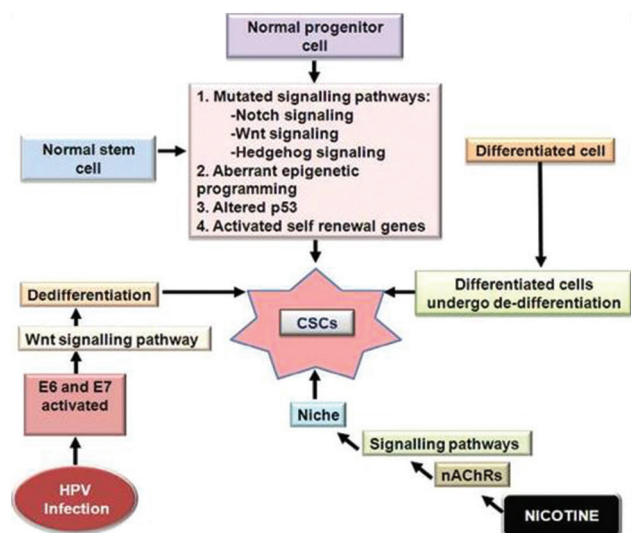 Normal progenitor
cell
1. Mutated signalling pathways:
-Notch signaling
-Wnt signaling
-Hedgehog signaling
2. Aberrant epigenetic
programming
3. Altered p53
4. Activated self renewal genes
Normal stem
cell
Differentiated cell
Dedifferentiation
Differentiated cells
undergo de-differentiation
CSCs
Wnt signalling pathway
E6 and E7
activated
Niche
Signalling pathways
nAChRs
HPV
Infection
NICOTINE